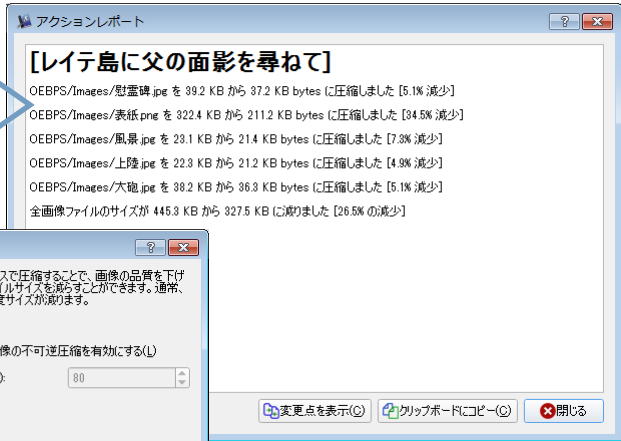 アクションレポート
[レイテ島に父の面影を尋ねて]
OEBPS/Images/慰霊碑.jpg を 39.2 KB から 37.2 KB bytes に圧縮しました [5.1% 減少]
OEBPS/Images/表紙.png を 322.4 KB から 211.2 KB bytes に圧縮しました [34.5% 減少]
OEBPS/Images/風景.jpg を 23.1 KB から 21.4 KB bytes に圧縮しました [7.3% 減少]
OEBPS/Images/上陸.jpg を 22.3 KB から 21.2 KB bytes に圧縮しました [4.9% 減少]
OEBPS/Images/大砲.jpg を 38.2 KB から 36.3 KB bytes に圧縮しました [5.1% 減少]
全画像ファイルのサイズが 445.3 KB から 327.5 KB に減りました [26.5% の減少]
スで圧縮することで、画像の品質を下げ
イルサイズを減らすことができます。通常、
度サイズが減ります。
像の不可逆圧縮を有効にする(L)
):
80
変更点を表示(C)
クリップボードにコピー(C)
閉じる